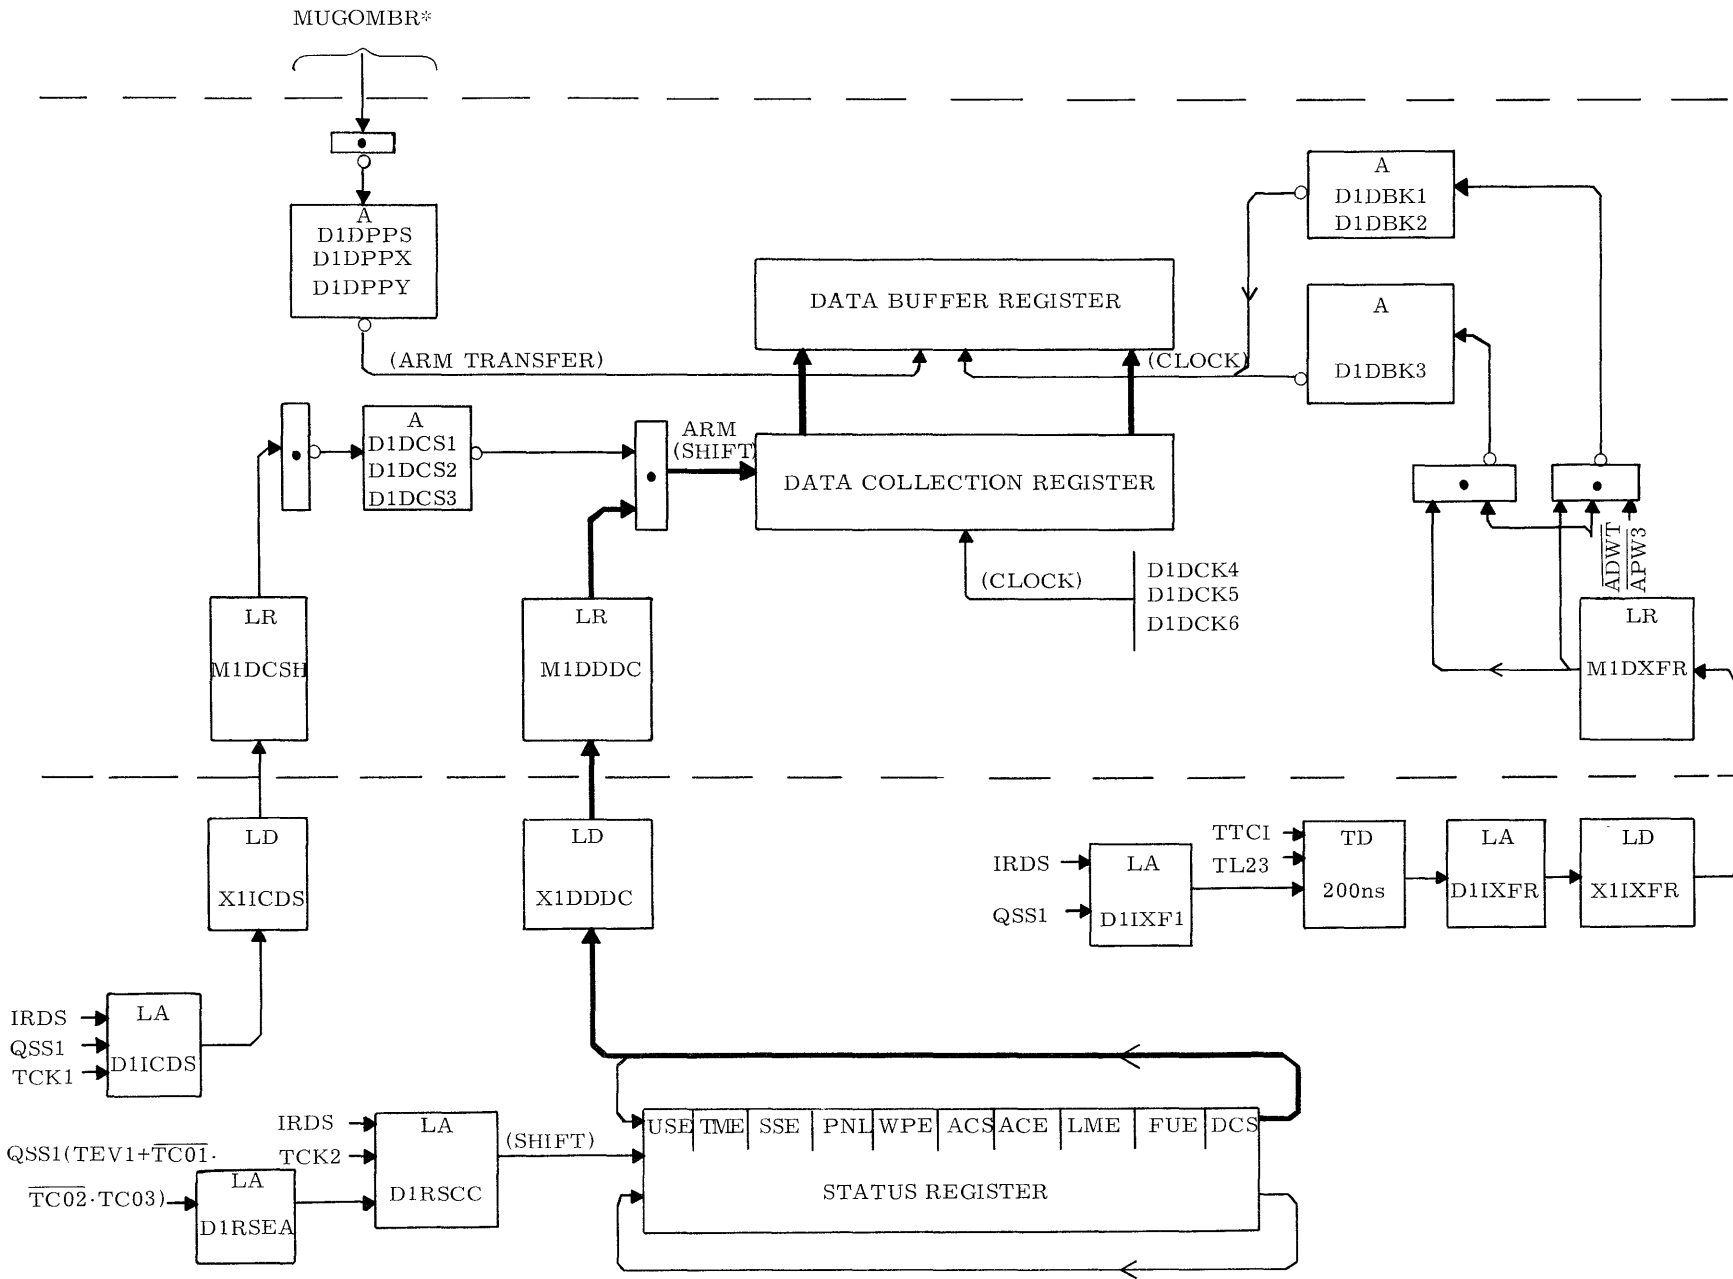 MUGOMBR*
A
D1DPPS
D1DPPX
D1DPPY
A
D1DBK1
D1DBK2
DATA BUFFER REGISTER
A
D1DBK3
(ARM TRANSFER)
(CLOCK)
A
D1DCS1
D1DCS2
D1DCS3
ARM
(SHIFT)
DATA COLLECTION REGISTER
(CLOCK)
D1DCK4
D1DCK5
D1DCK6
ADWT
APW3
LR
M1DCSH
LR
M1DDDC
LR
M1DXFR
LD
X1ICDS
LD
X1DDDC
IRDS
QSS1
LA
D1IXF1
TTCI
TL23
TD
200ns
LA
D1IXFR
LD
X1IXFR
IRDS
QSS1
TCK1
LA
D1ICDS
IRDS
TCK2
LA
D1RSCC
(SHIFT)
QSS1(TEV1+TC01·
TC02·TC03)
LA
D1RSEA
USE TME SSE PNL WPE ACS ACE LME FUE DCS
STATUS REGISTER